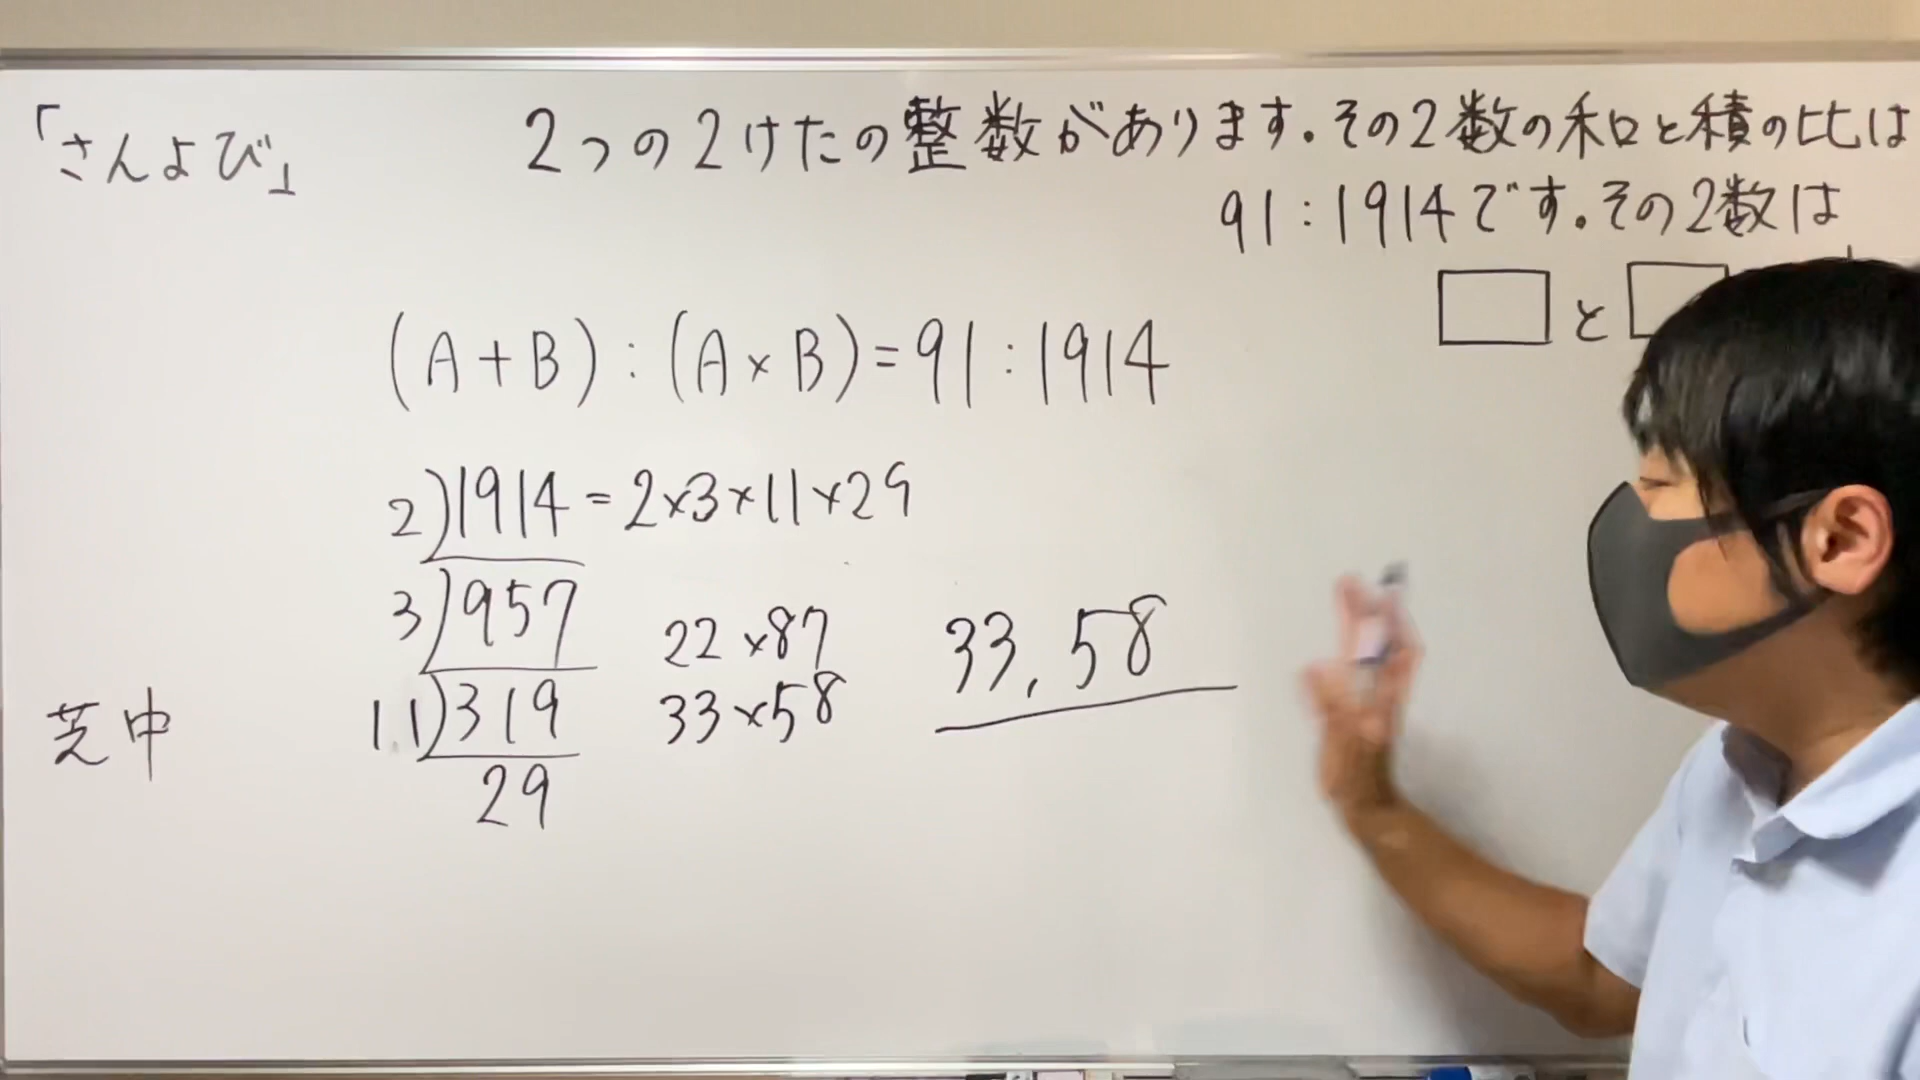 「さんよび」
2つの2けたの整数があります。その2数の和と積の比は
91:1914です。その2数は
□と□
(A+B):(A×B)=91:1914
2)1914=2×3×11×29
3)957
22×87
11)319
33×58
29
33, 58
芝中